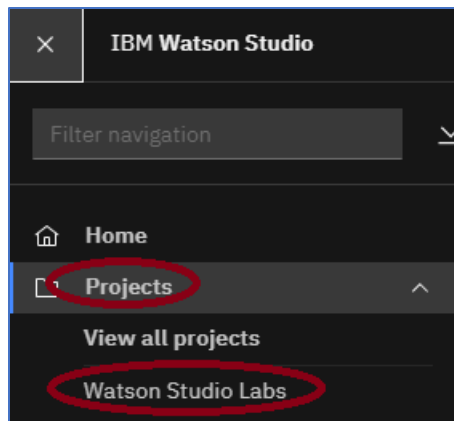 IBM Watson Studio
Filter navigation
Home
Projects
View all projects
Watson Studio Labs